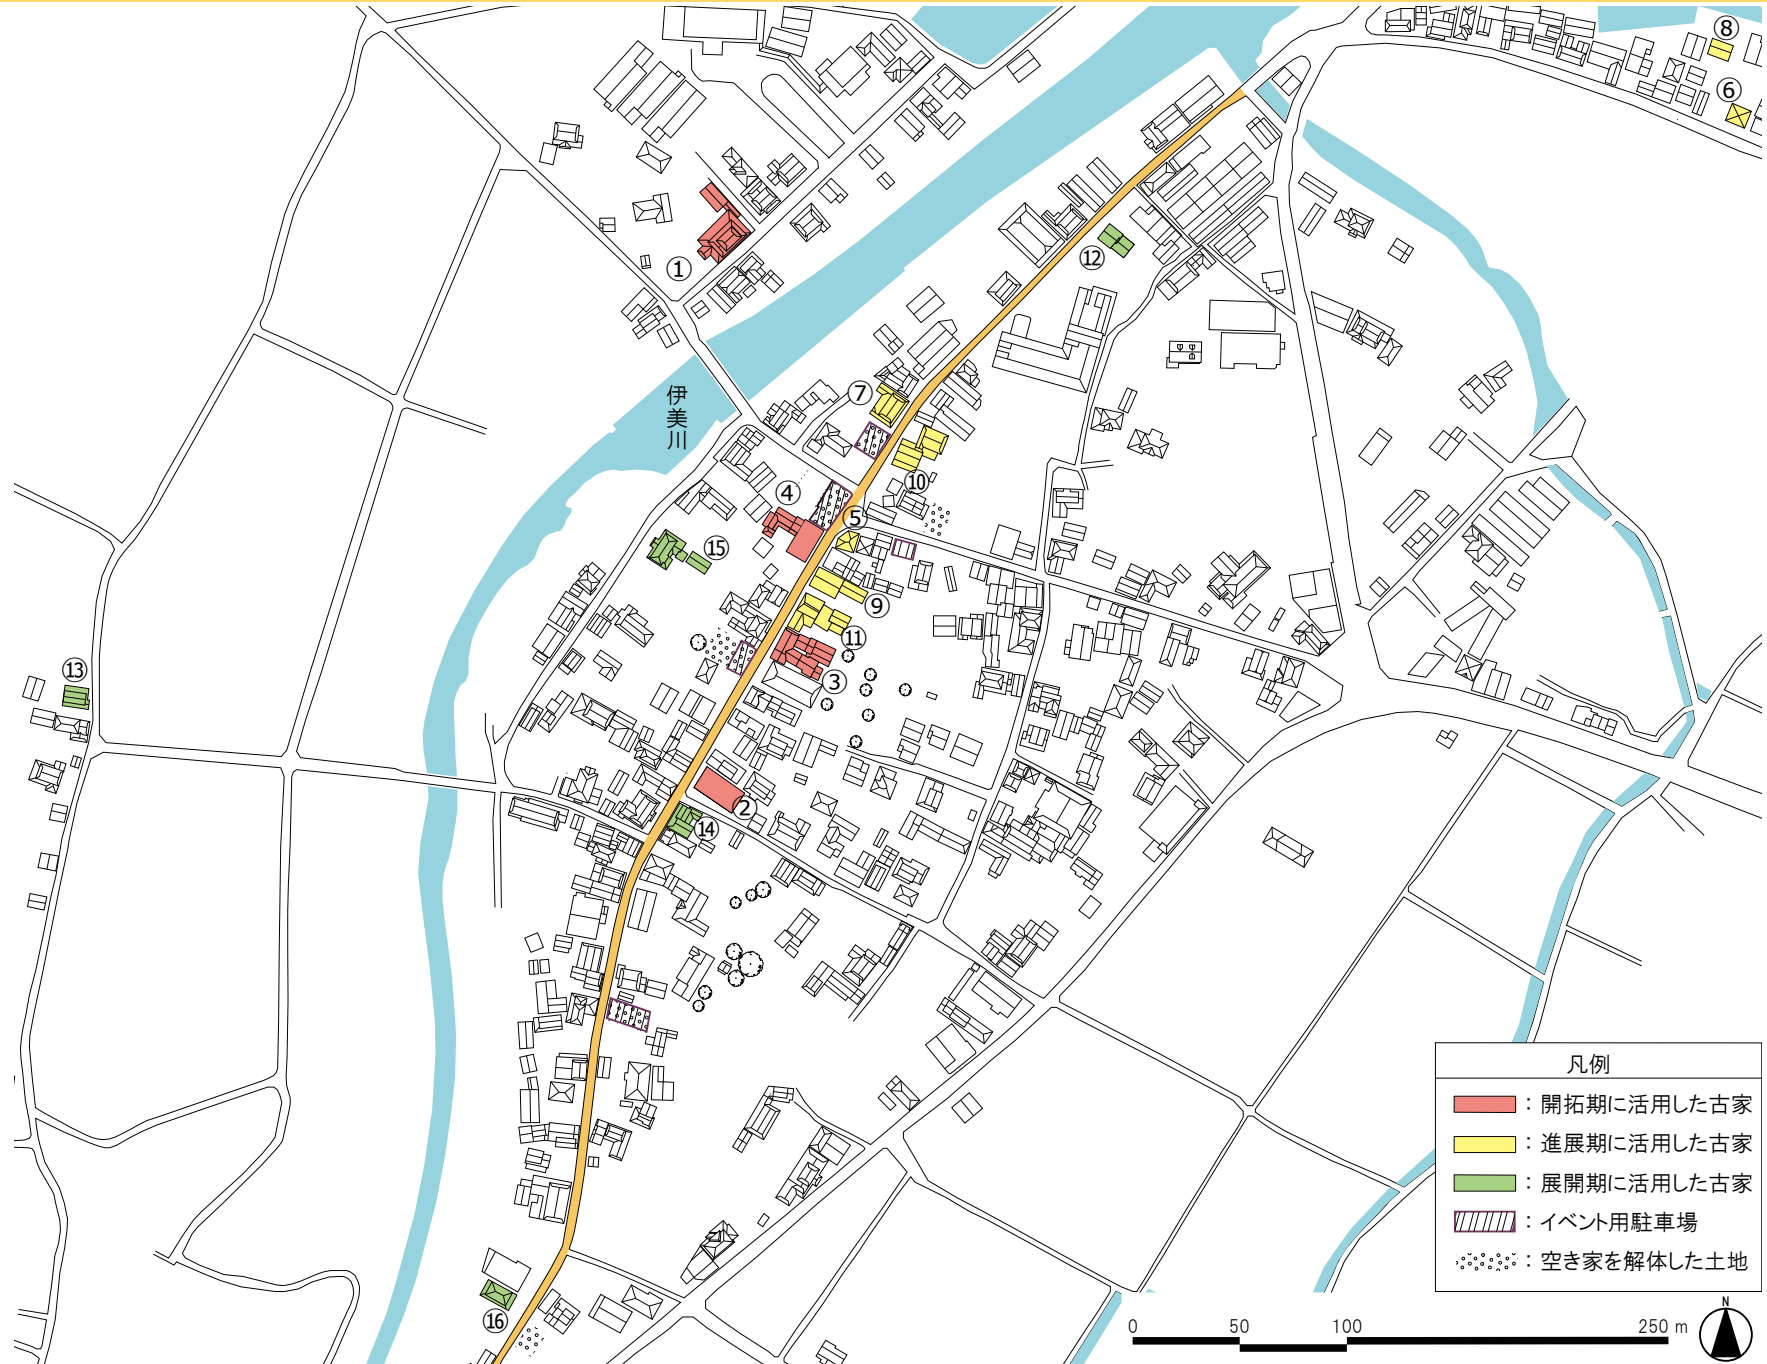 ⑧
⑥
①
⑫
伊美川
⑦
⑩
④
⑤
⑮
⑨
⑪
③
⑬
②
⑭
⑯
凡例
：開拓期に活用した古家
：進展期に活用した古家
：展開期に活用した古家
：イベント用駐車場
：空き家を解体した土地
0 50 100 250 m
N